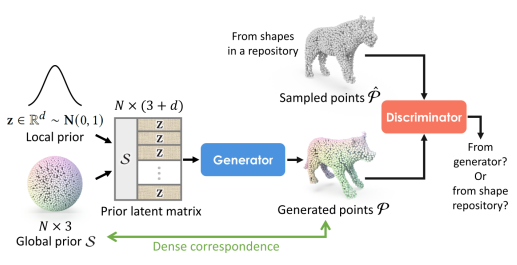 From shapes
in a repository
Sampled points 𝒫̂
N × (3 + d)
z ∈ ℝᵈ ~ N(0, 1)
Local prior
𝒮
z
z
z
⋮
z
Prior latent matrix
Generator
Generated points 𝒫
Discriminator
From
generator?
Or
from shape
repository?
N × 3
Global prior 𝒮
Dense correspondence